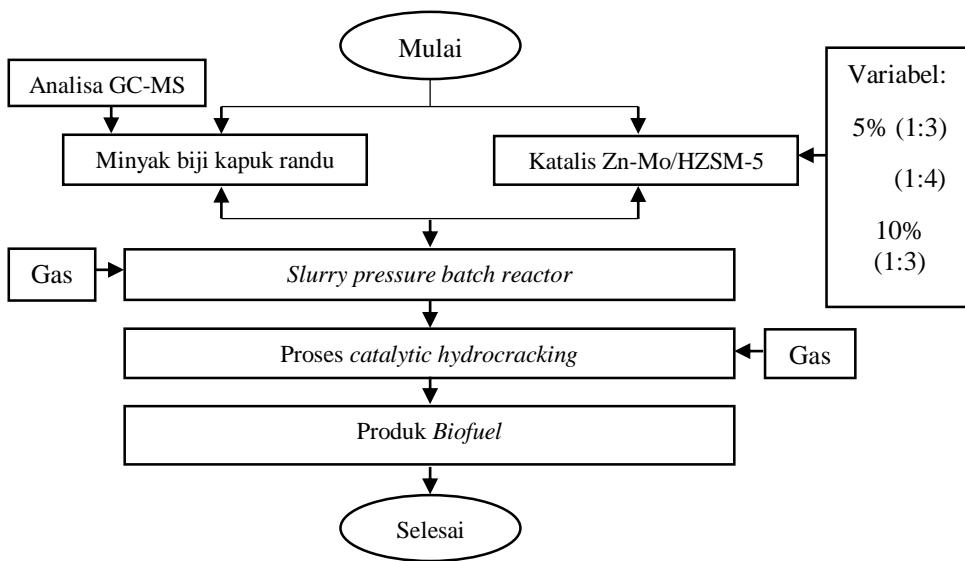 Mulai
Analisa GC-MS
Minyak biji kapuk randu
Katalis Zn-Mo/HZSM-5
Variabel:
5% (1:3)
(1:4)
10%
(1:3)
Gas
Slurry pressure batch reactor
Proses catalytic hydrocracking
Gas
Produk Biofuel
Selesai